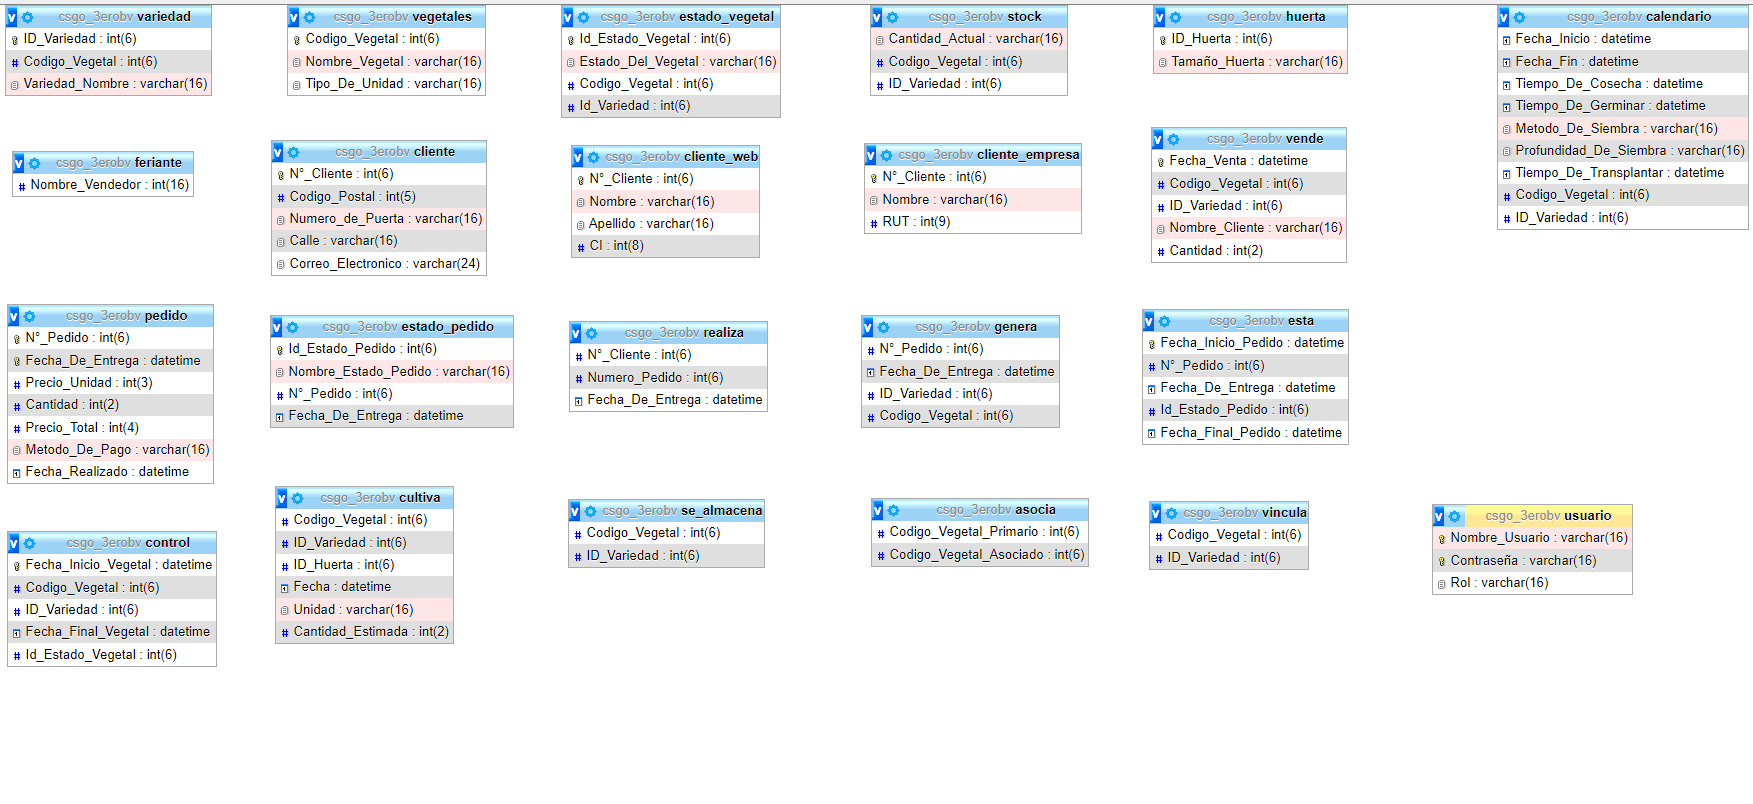 csgo_3erobv variedad
ID_Variedad : int(6)
Codigo_Vegetal : int(6)
Variedad_Nombre : varchar(16)
csgo_3erobv vegetales
Codigo_Vegetal : int(6)
Nombre_Vegetal : varchar(16)
Tipo_De_Unidad : varchar(16)
csgo_3erobv estado_vegetal
Id_Estado_Vegetal : int(6)
Estado_Del_Vegetal : varchar(16)
Codigo_Vegetal : int(6)
Id_Variedad : int(6)
csgo_3erobv stock
Cantidad_Actual : varchar(16)
Codigo_Vegetal : int(6)
ID_Variedad : int(6)
csgo_3erobv huerta
ID_Huerta : int(6)
Tamaño_Huerta : varchar(16)
csgo_3erobv calendario
Fecha_Inicio : datetime
Fecha_Fin : datetime
Tiempo_De_Cosecha : datetime
Tiempo_De_Germinar : datetime
Metodo_De_Siembra : varchar(16)
Profundidad_De_Siembra : varchar(16)
Tiempo_De_Transplantar : datetime
Codigo_Vegetal : int(6)
ID_Variedad : int(6)
csgo_3erobv feriante
Nombre_Vendedor : int(16)
csgo_3erobv cliente
N°_Cliente : int(6)
Codigo_Postal : int(5)
Numero_de_Puerta : varchar(16)
Calle : varchar(16)
Correo_Electronico : varchar(24)
csgo_3erobv cliente_web
N°_Cliente : int(6)
Nombre : varchar(16)
Apellido : varchar(16)
CI : int(8)
csgo_3erobv cliente_empresa
N°_Cliente : int(6)
Nombre : varchar(16)
RUT : int(9)
csgo_3erobv vende
Fecha_Venta : datetime
Codigo_Vegetal : int(6)
ID_Variedad : int(6)
Nombre_Cliente : varchar(16)
Cantidad : int(2)
csgo_3erobv pedido
N°_Pedido : int(6)
Fecha_De_Entrega : datetime
Precio_Unidad : int(3)
Cantidad : int(2)
Precio_Total : int(4)
Metodo_De_Pago : varchar(16)
Fecha_Realizado : datetime
csgo_3erobv estado_pedido
Id_Estado_Pedido : int(6)
Nombre_Estado_Pedido : varchar(16)
N°_Pedido : int(6)
Fecha_De_Entrega : datetime
csgo_3erobv realiza
N°_Cliente : int(6)
Numero_Pedido : int(6)
Fecha_De_Entrega : datetime
csgo_3erobv genera
N°_Pedido : int(6)
Fecha_De_Entrega : datetime
ID_Variedad : int(6)
Codigo_Vegetal : int(6)
csgo_3erobv esta
Fecha_Inicio_Pedido : datetime
N°_Pedido : int(6)
Fecha_De_Entrega : datetime
Id_Estado_Pedido : int(6)
Fecha_Final_Pedido : datetime
csgo_3erobv control
Fecha_Inicio_Vegetal : datetime
Codigo_Vegetal : int(6)
ID_Variedad : int(6)
Fecha_Final_Vegetal : datetime
Id_Estado_Vegetal : int(6)
csgo_3erobv cultiva
Codigo_Vegetal : int(6)
ID_Variedad : int(6)
ID_Huerta : int(6)
Fecha : datetime
Unidad : varchar(16)
Cantidad_Estimada : int(2)
csgo_3erobv se_almacena
Codigo_Vegetal : int(6)
ID_Variedad : int(6)
csgo_3erobv asocia
Codigo_Vegetal_Primario : int(6)
Codigo_Vegetal_Asociado : int(6)
csgo_3erobv vincula
Codigo_Vegetal : int(6)
ID_Variedad : int(6)
csgo_3erobv usuario
Nombre_Usuario : varchar(16)
Contraseña : varchar(16)
Rol : varchar(16)